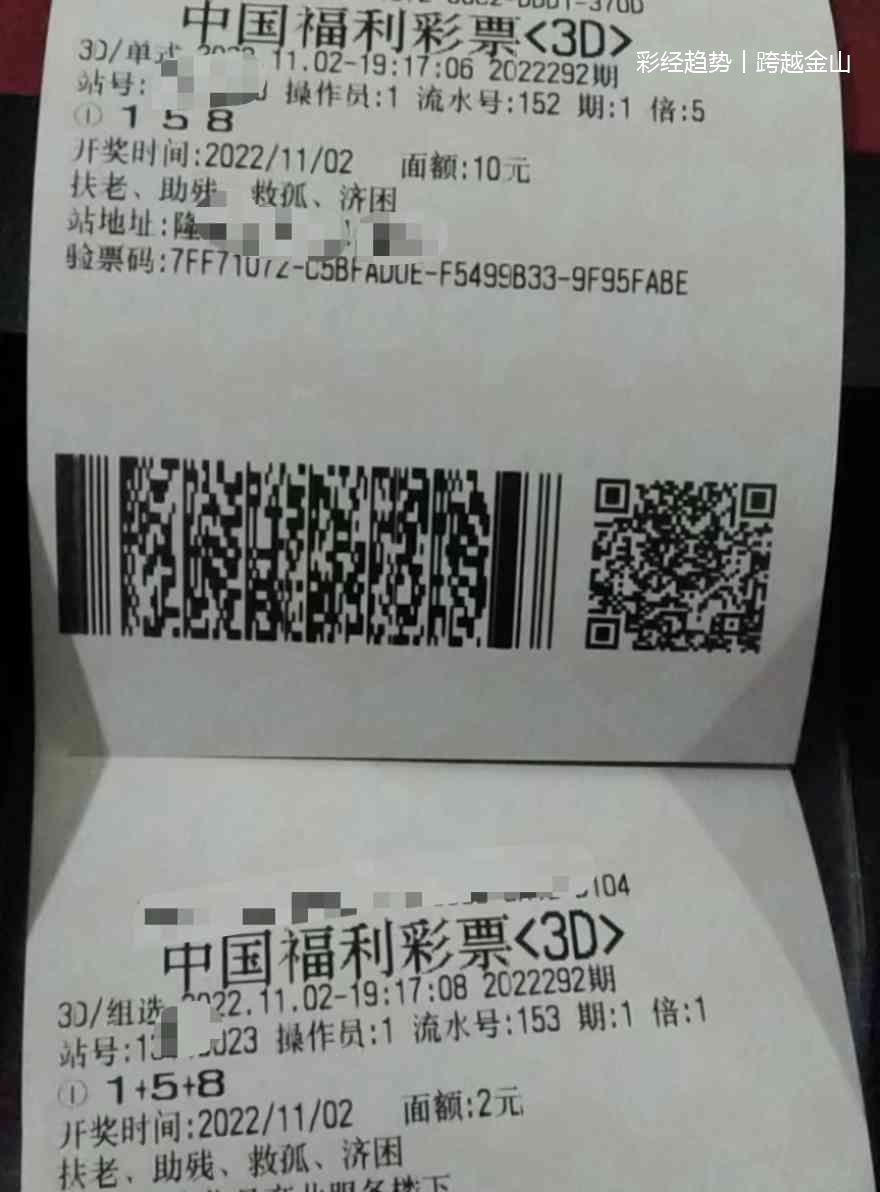 中国福利彩票<3D>
彩经趋势丨跨越金山
3D/单式 11.02-19:17:06 2022292期
站号: 操作员:1 流水号:152 期:1 倍:5
① 1 5 8
开奖时间:2022/11/02 面额:10元
扶老、助残 救孤、济困
站地址:隆
验票码:7FF71072-C5BFAD0E-F5499B33-9F95FABE
104
中国福利彩票<3D>
3D/组选 2022.11.02-19:17:08 2022292期
站号:13 023 操作员:1 流水号:153 期:1 倍:1
① 1+5+8
开奖时间:2022/11/02 面额:2元
扶老、助残、救孤、济困